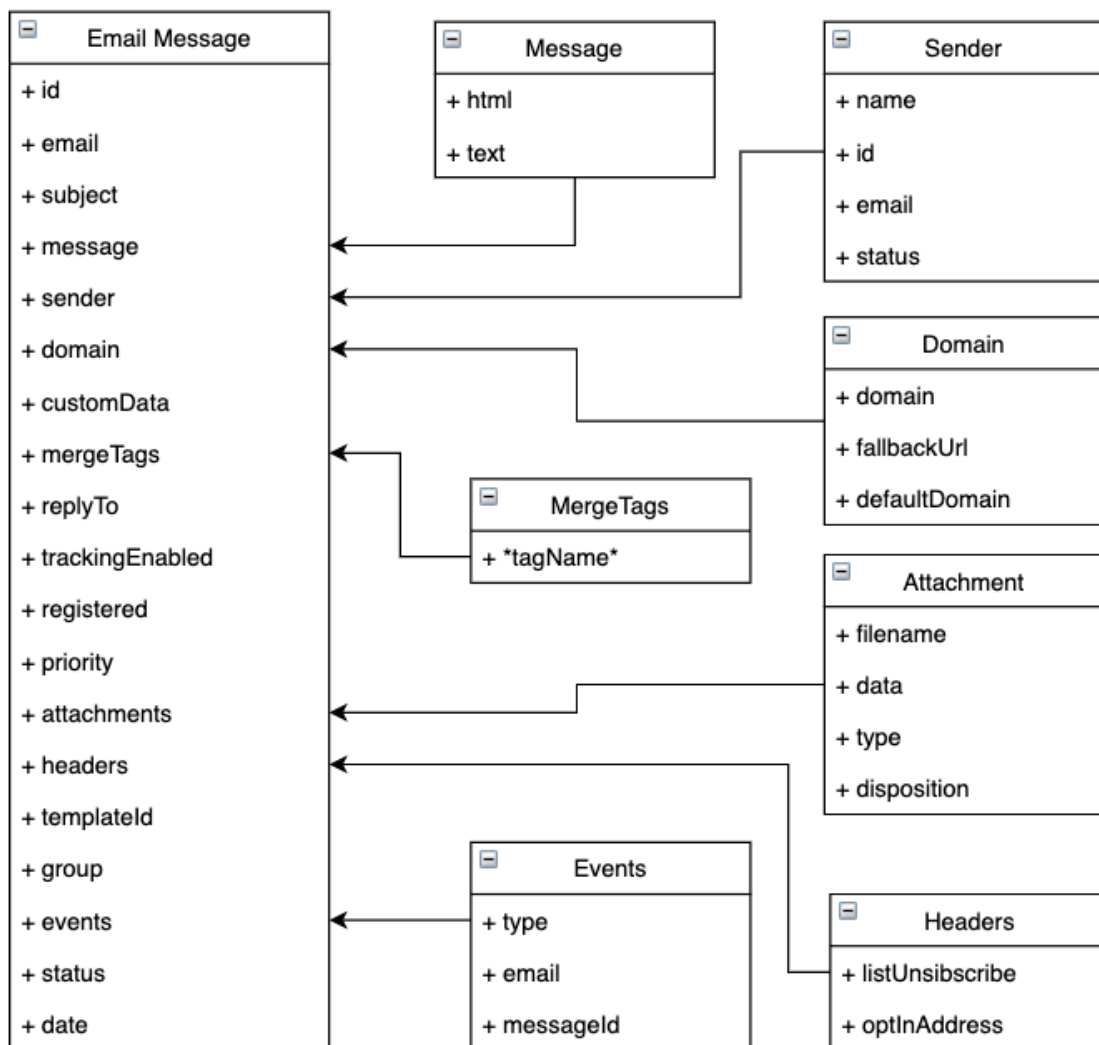 Email Message
+ id
+ email
+ subject
+ message
+ sender
+ domain
+ customData
+ mergeTags
+ replyTo
+ trackingEnabled
+ registered
+ priority
+ attachments
+ headers
+ templateId
+ group
+ events
+ status
+ date
Message
+ html
+ text
Sender
+ name
+ id
+ email
+ status
Domain
+ domain
+ fallbackUrl
+ defaultDomain
MergeTags
+ *tagName*
Attachment
+ filename
+ data
+ type
+ disposition
Events
+ type
+ email
+ messageId
Headers
+ listUnsibscribe
+ optInAddress